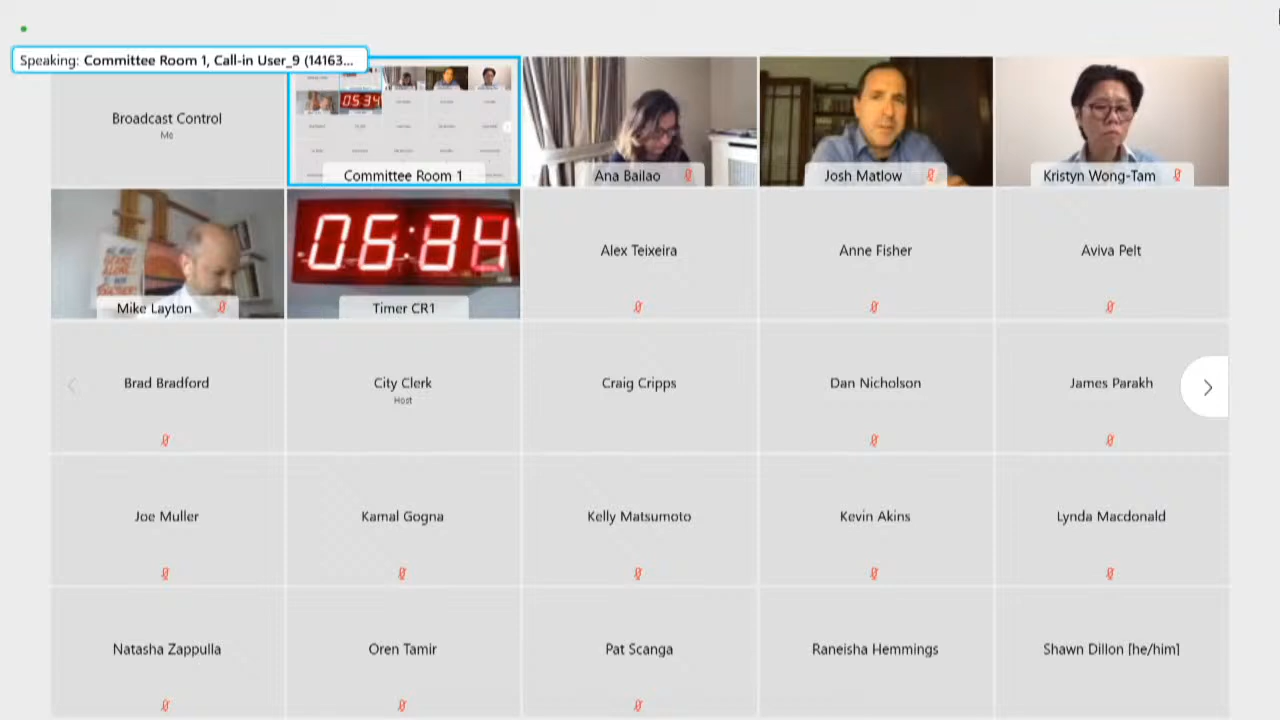 Speaking: Committee Room 1, Call-in User_9 (14163...
Broadcast Control
Me
05:34
Committee Room 1
Ana Bailao
Josh Matlow
Kristyn Wong-Tam
Mike Layton
Timer CR1
Alex Teixeira
Anne Fisher
Aviva Pelt
Brad Bradford
City Clerk
Host
Craig Cripps
Dan Nicholson
James Parakh
Joe Muller
Kamal Gogna
Kelly Matsumoto
Kevin Akins
Lynda Macdonald
Natasha Zappulla
Oren Tamir
Pat Scanga
Raneisha Hemmings
Shawn Dillon [he/him]